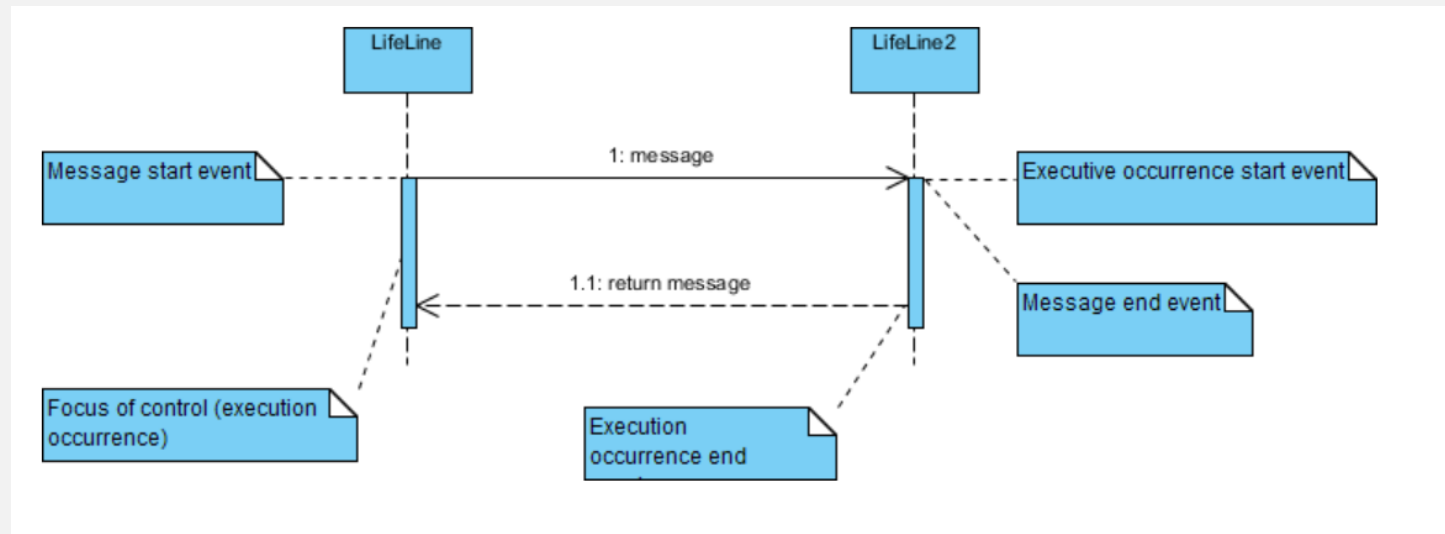 LifeLine
LifeLine2
1: message
Message start event
Executive occurrence start event
1.1: return message
Message end event
Focus of control (execution
occurrence)
Execution
occurrence end